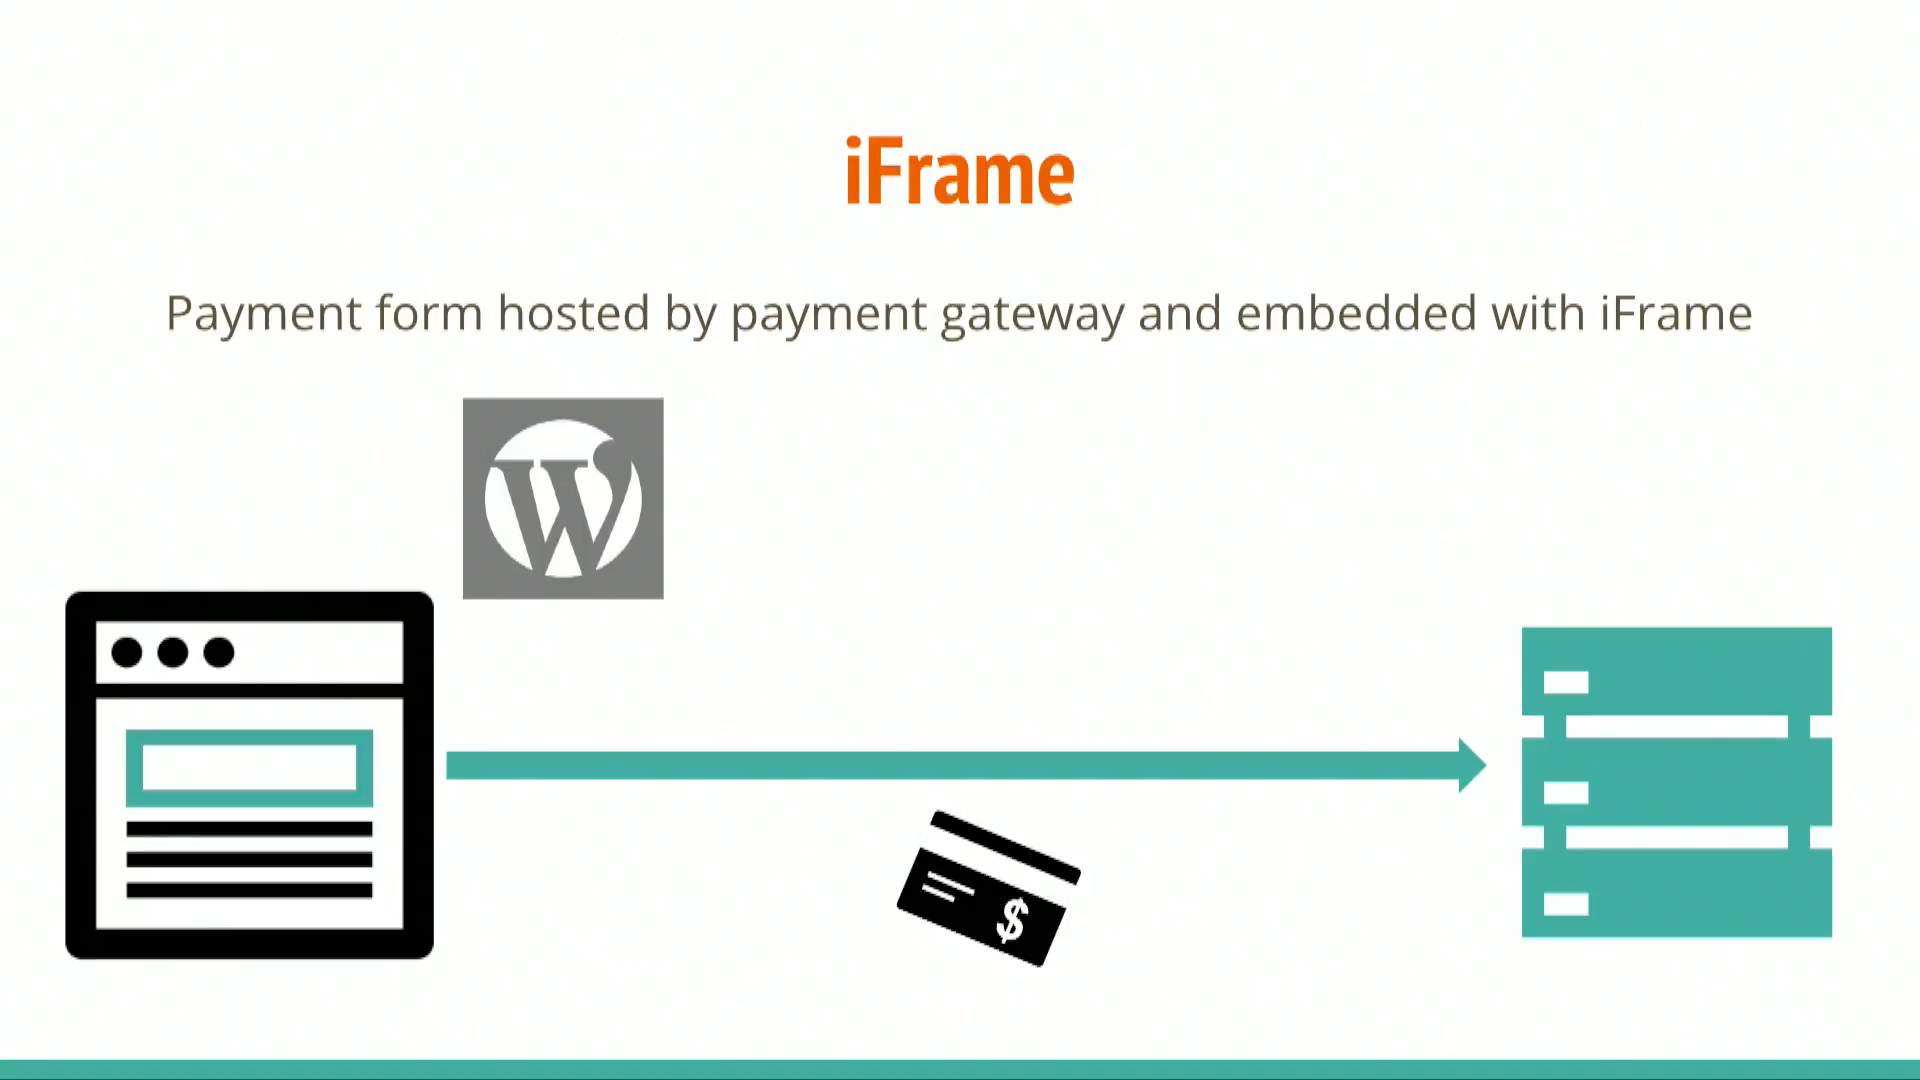 iFrame
Payment form hosted by payment gateway and embedded with iFrame
W
$